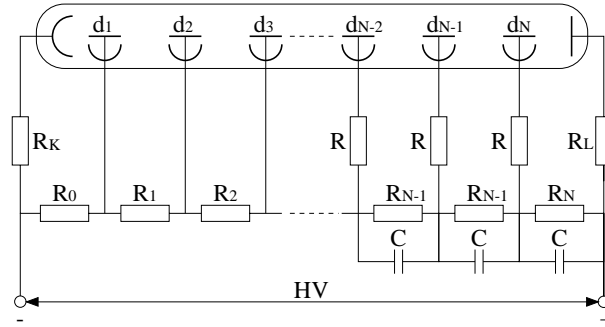 d1 d2 d3 dN-2 dN-1 dN
RK R R R RL
R0 R1 R2 RN-1 RN-1 RN
C C C
HV
- -